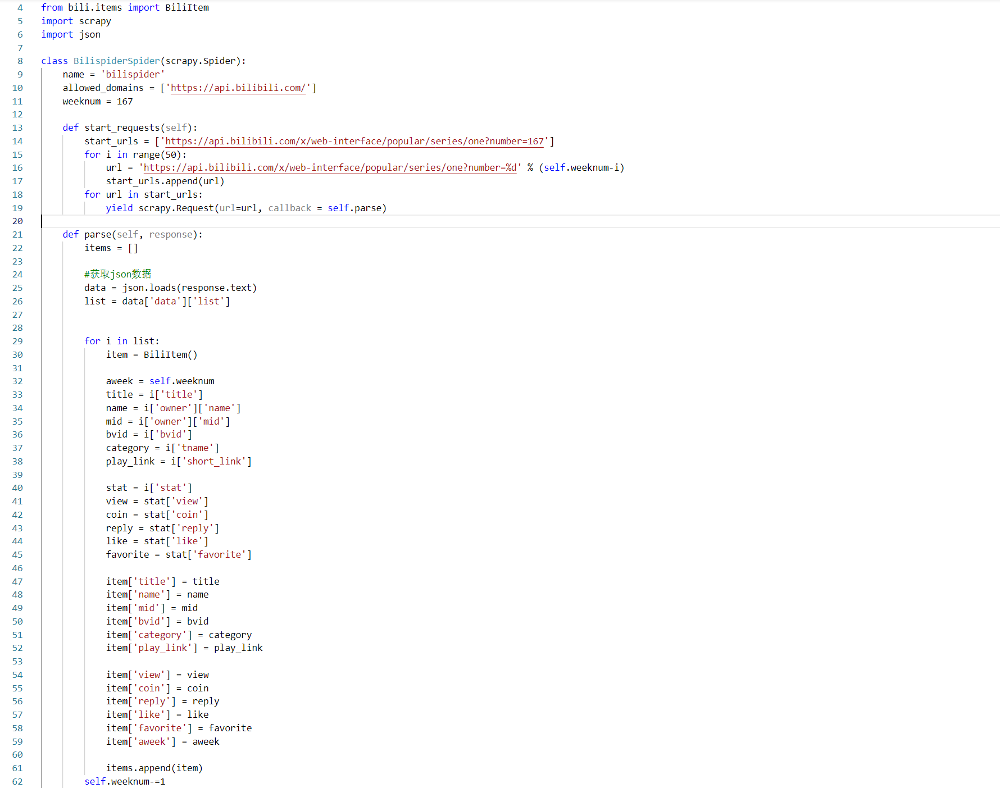 4 from bili.items import BiliItem
5 import scrapy
6 import json
7
8 class BilispiderSpider(scrapy.Spider):
9     name = 'bilispider'
10     allowed_domains = ['https://api.bilibili.com/']
11     weeknum = 167
12
13     def start_requests(self):
14         start_urls = ['https://api.bilibili.com/x/web-interface/popular/series/one?number=167']
15         for i in range(50):
16             url = 'https://api.bilibili.com/x/web-interface/popular/series/one?number=%d' % (self.weeknum-i)
17             start_urls.append(url)
18         for url in start_urls:
19             yield scrapy.Request(url=url, callback = self.parse)
20
21     def parse(self, response):
22         items = []
23
24         #获取json数据
25         data = json.loads(response.text)
26         list = data['data']['list']
27
28
29         for i in list:
30             item = BiliItem()
31
32             aweek = self.weeknum
33             title = i['title']
34             name = i['owner']['name']
35             mid = i['owner']['mid']
36             bvid = i['bvid']
37             category = i['tname']
38             play_link = i['short_link']
39
40             stat = i['stat']
41             view = stat['view']
42             coin = stat['coin']
43             reply = stat['reply']
44             like = stat['like']
45             favorite = stat['favorite']
46
47             item['title'] = title
48             item['name'] = name
49             item['mid'] = mid
50             item['bvid'] = bvid
51             item['category'] = category
52             item['play_link'] = play_link
53
54             item['view'] = view
55             item['coin'] = coin
56             item['reply'] = reply
57             item['like'] = like
58             item['favorite'] = favorite
59             item['aweek'] = aweek
60
61             items.append(item)
62         self.weeknum-=1